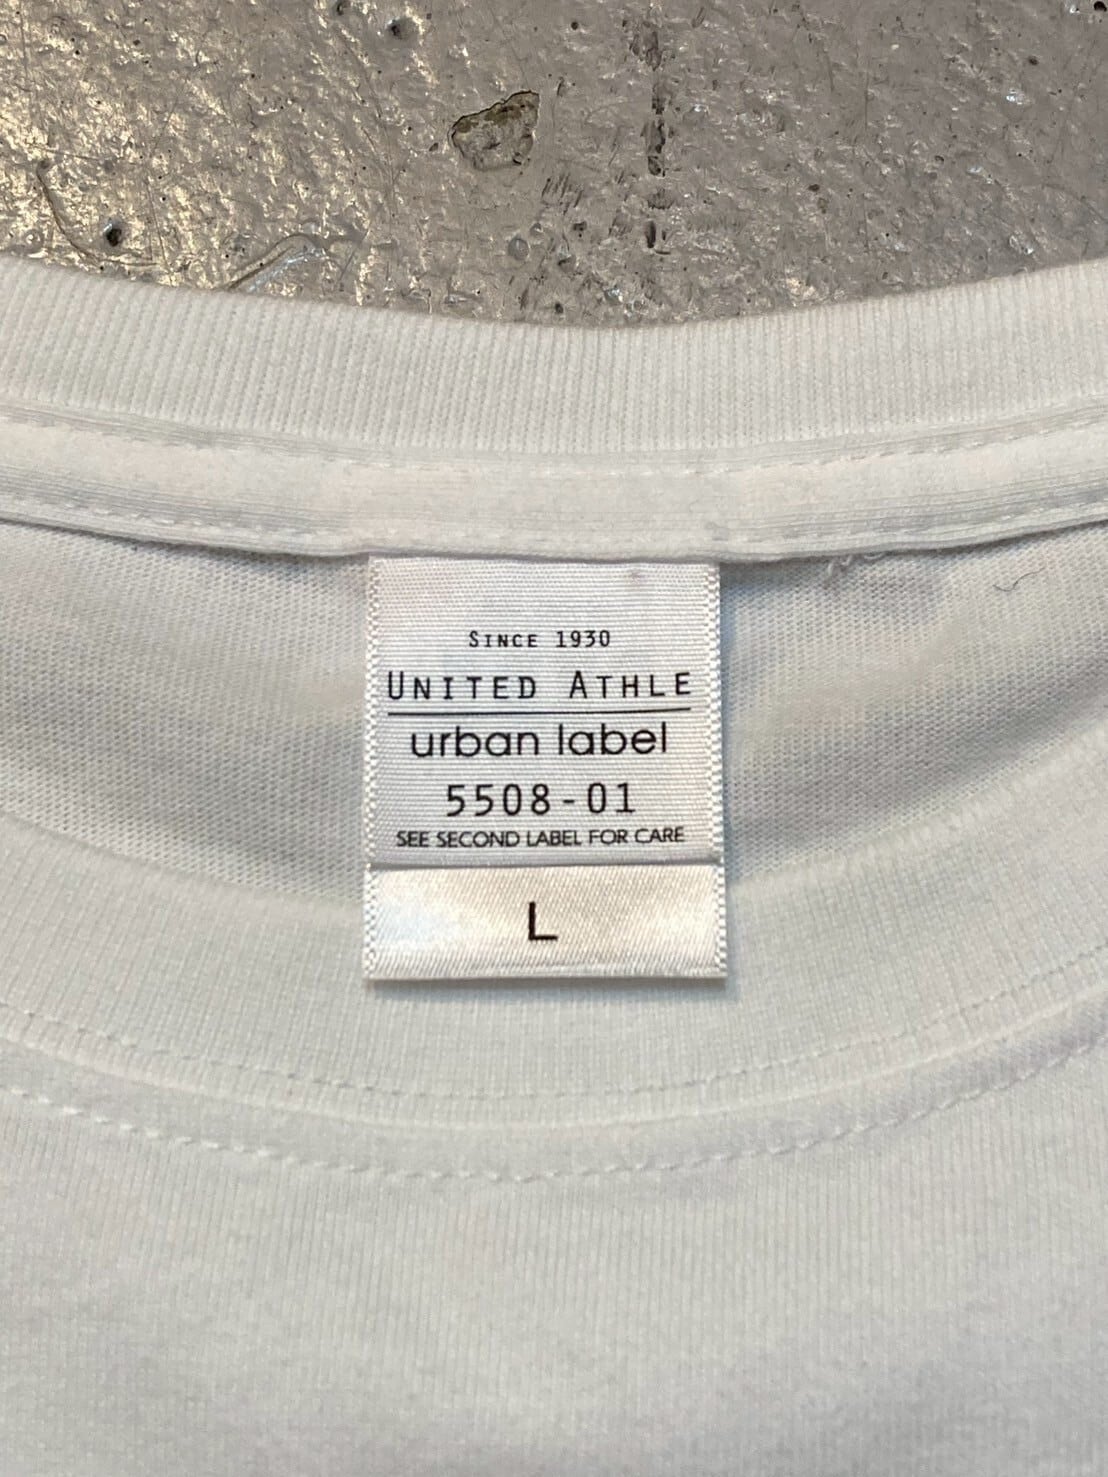 SINCE 1930
UNITED ATHLE
urban label
5508-01
SEE SECOND LABEL FOR CARE
L